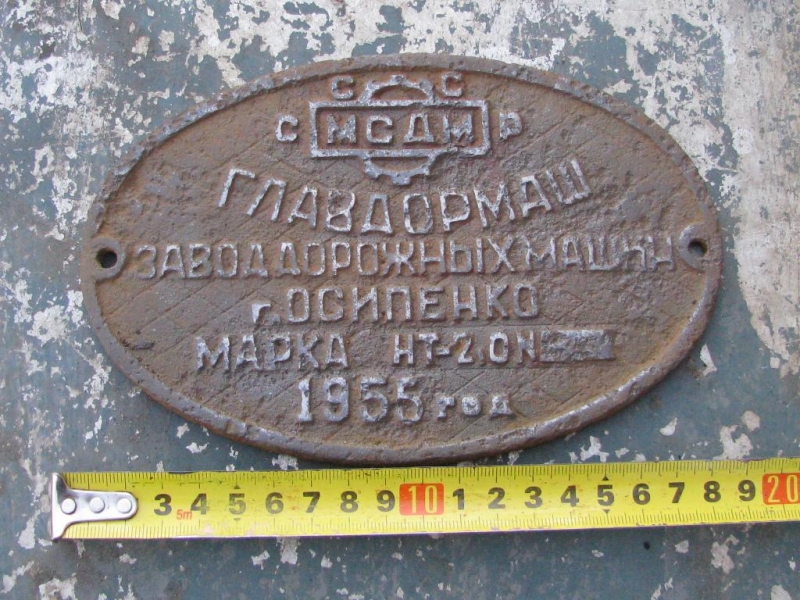 С С
С МСДМ Р
ГЛАВДОРМАШ
ЗАВОД ДОРОЖНЫХ МАШИН
г. ОСИПЕНКО
МАРКА НТ-2.0 N
1955 год
3 4 5 6 7 8 9 10 1 2 3 4 5 6 7 8 9 20
5m